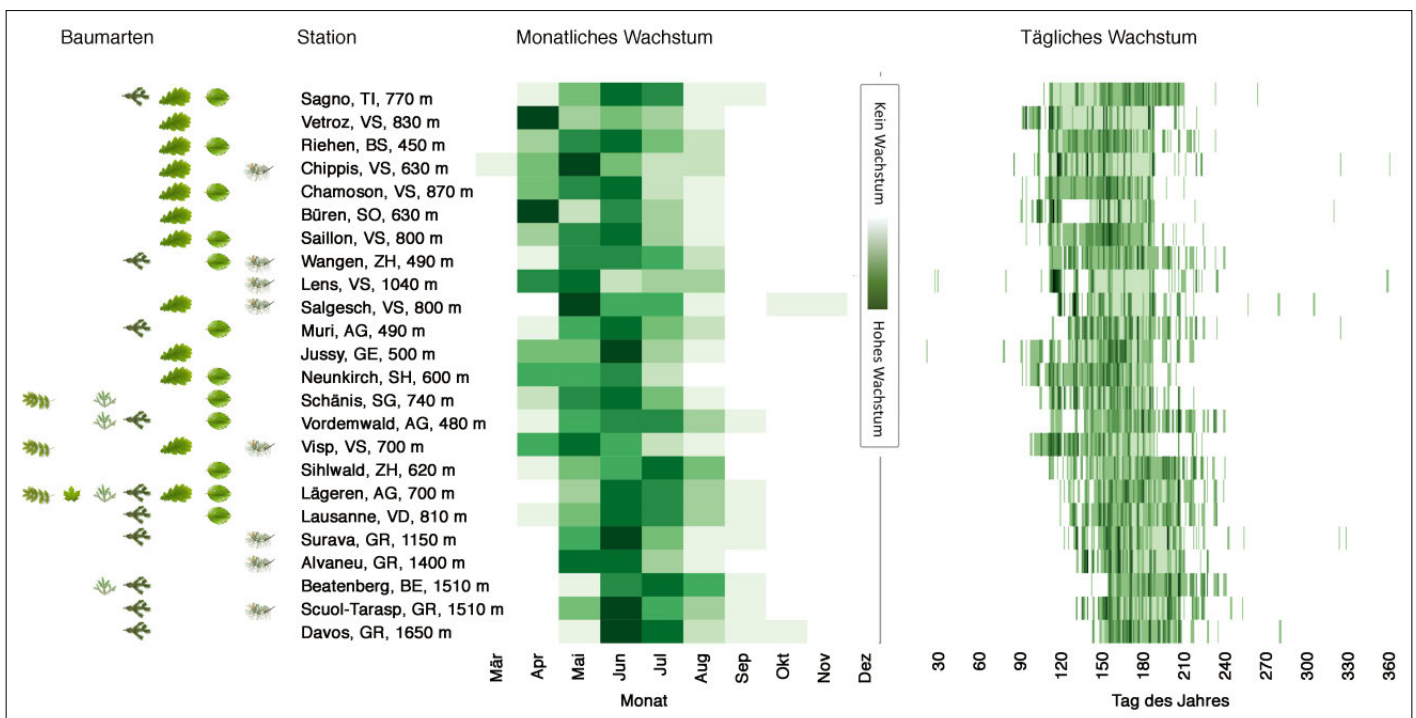 Baumarten
Station
Monatliches Wachstum
Tägliches Wachstum
Sagno, TI, 770 m
Vetroz, VS, 830 m
Riehen, BS, 450 m
Chippis, VS, 630 m
Chamoson, VS, 870 m
Büren, SO, 630 m
Saillon, VS, 800 m
Wangen, ZH, 490 m
Lens, VS, 1040 m
Salgesch, VS, 800 m
Muri, AG, 490 m
Jussy, GE, 500 m
Neunkirch, SH, 600 m
Schänis, SG, 740 m
Vordemwald, AG, 480 m
Visp, VS, 700 m
Sihlwald, ZH, 620 m
Lägeren, AG, 700 m
Lausanne, VD, 810 m
Surava, GR, 1150 m
Alvaneu, GR, 1400 m
Beatenberg, BE, 1510 m
Scuol-Tarasp, GR, 1510 m
Davos, GR, 1650 m
Kein Wachstum
Hohes Wachstum
Mär Apr Mai Jun Jul Aug Sep Okt Nov Dez
Monat
30 60 90 120 150 180 210 240 270 300 330 360
Tag des Jahres